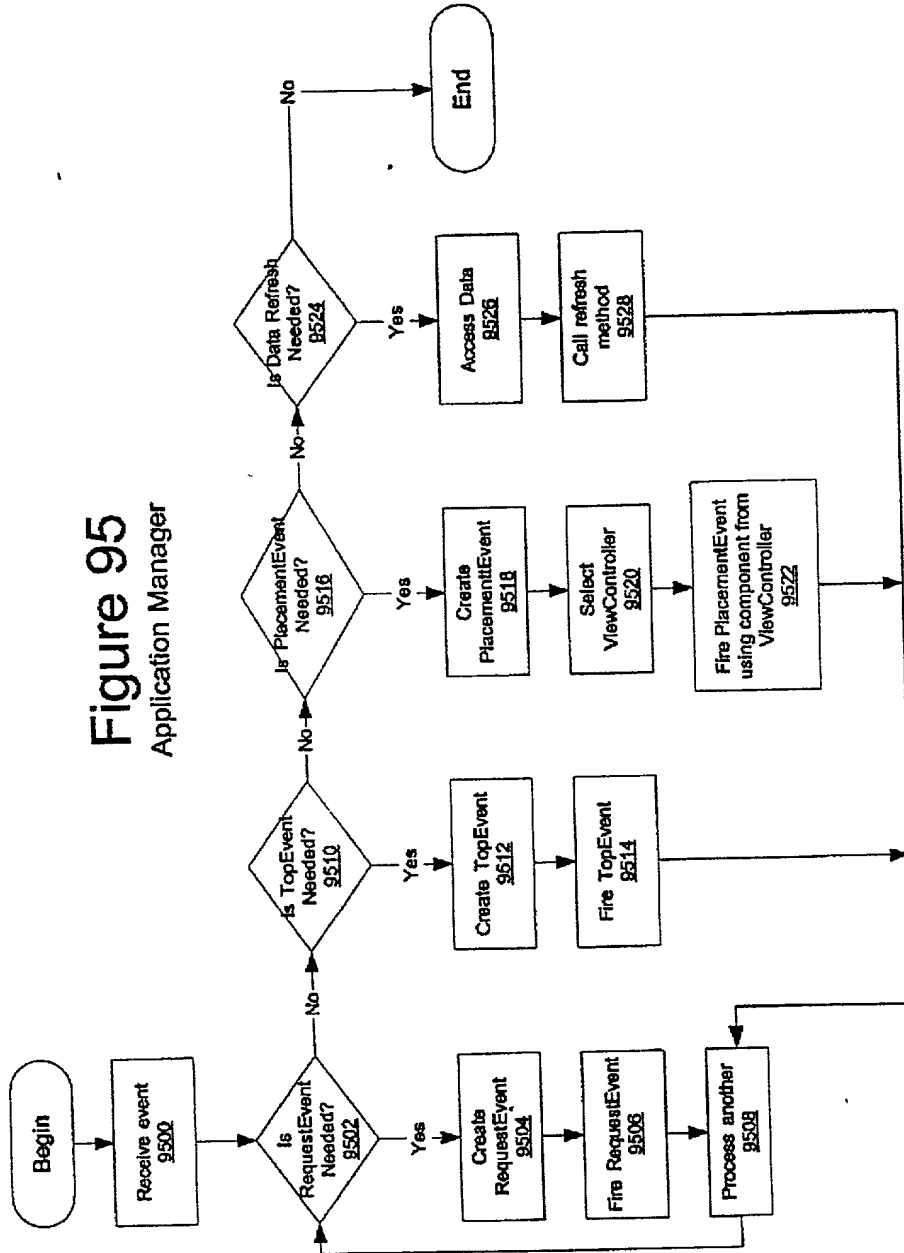 Figure 95
Application Manager
Begin
Receive event
9500
Is
RequestEvent
Needed?
9502
Yes
No
Create
RequestEvent
9504
Fire RequestEvent
9506
Process another
9508
Is TopEvent
Needed?
9510
Yes
No
Create TopEvent
9512
Fire TopEvent
9514
Is PlacementEvent
Needed?
9516
Yes
No
Create
PlacementtEvent
9518
Select
ViewController
9520
Fire PlacementEvent
using component from
ViewController
9522
Is Data Refresh
Needed?
9524
Yes
No
Access Data
9526
Call refresh
method
9528
End